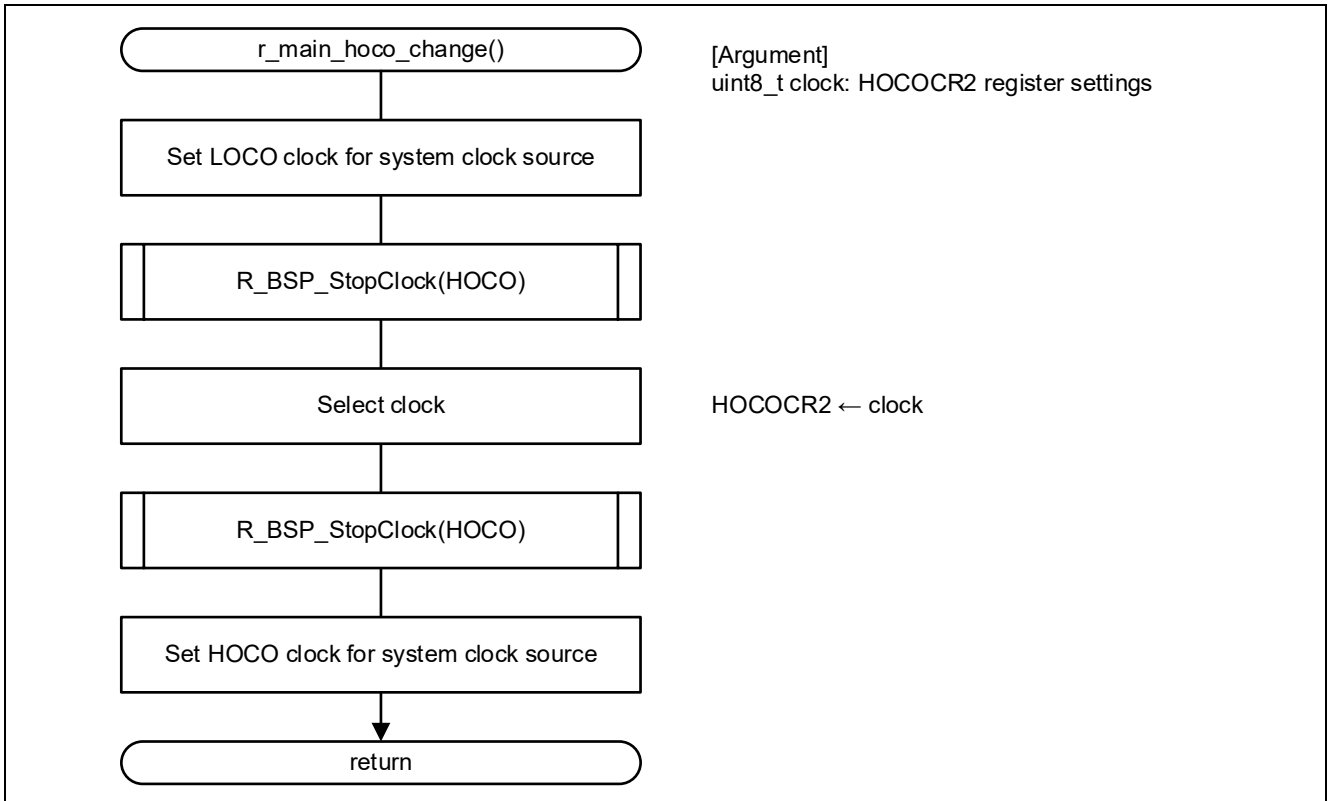 r_main_hoco_change()
[Argument]
uint8_t clock: HOCOCR2 register settings
Set LOCO clock for system clock source
R_BSP_StopClock(HOCO)
Select clock
HOCOCR2 ← clock
R_BSP_StopClock(HOCO)
Set HOCO clock for system clock source
return